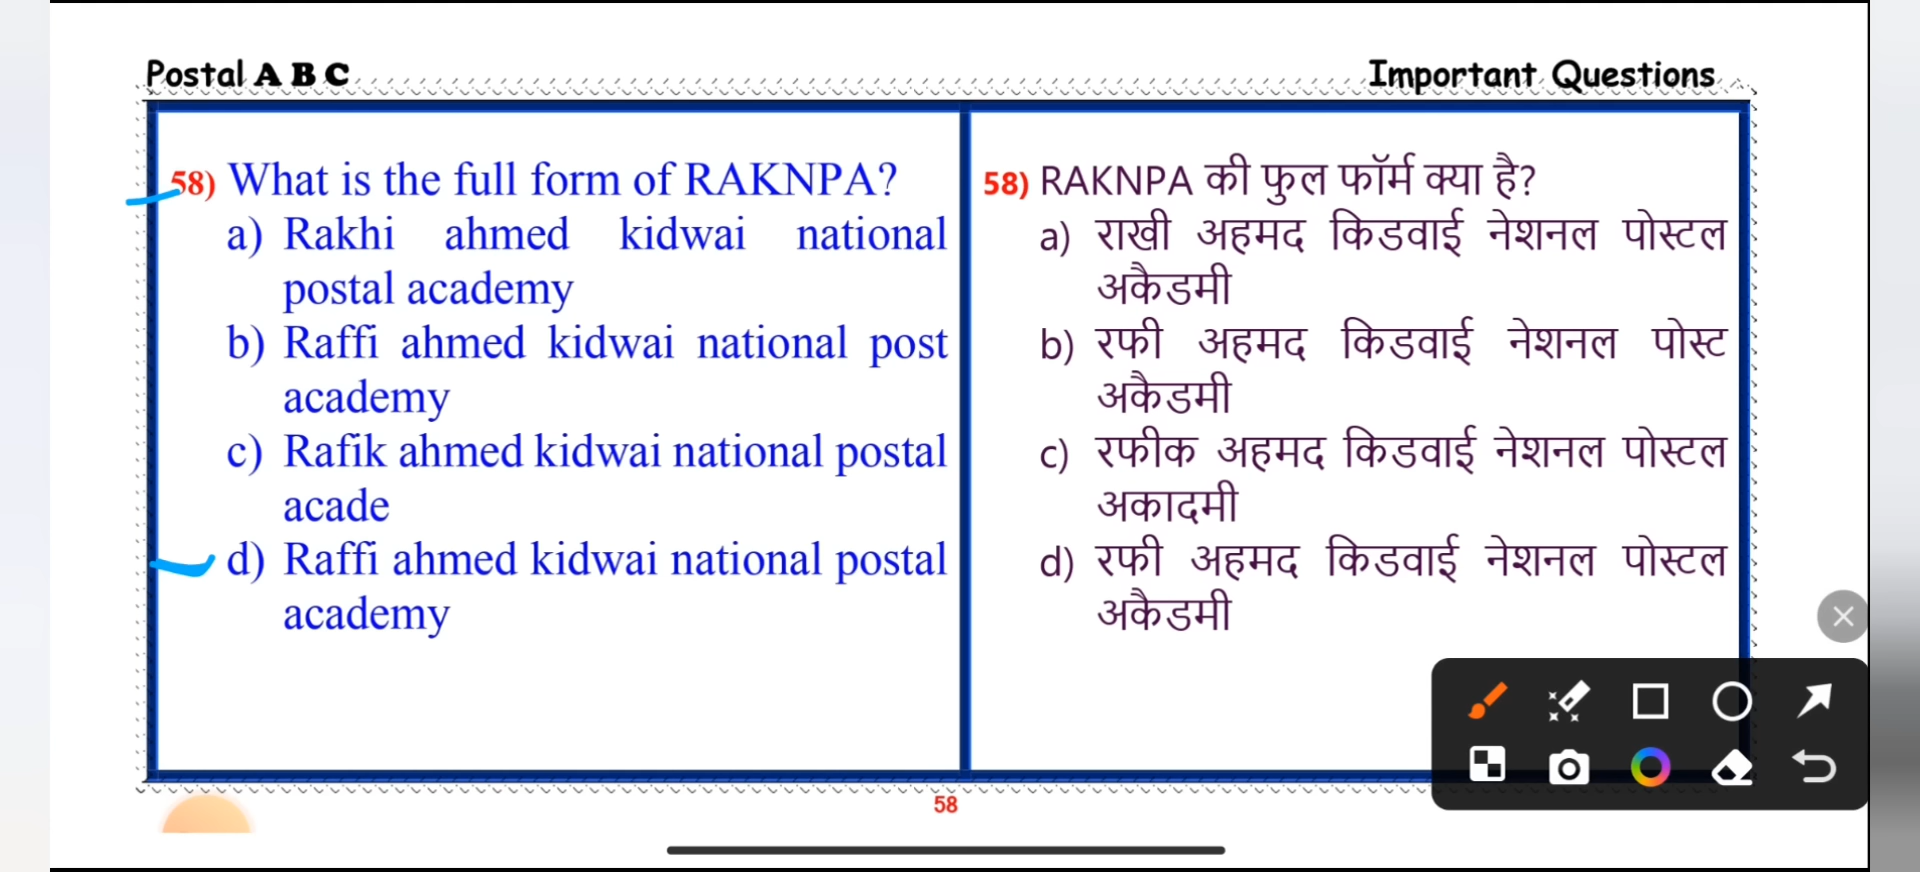 Postal A B C
Important Questions
58) What is the full form of RAKNPA?
a) Rakhi ahmed kidwai national
postal academy
b) Raffi ahmed kidwai national post
academy
c) Rafik ahmed kidwai national postal
acade
d) Raffi ahmed kidwai national postal
academy
58) RAKNPA की फुल फॉर्म क्या है?
a) राखी अहमद किडवाई नेशनल पोस्टल
अकैडमी
b) रफी अहमद किडवाई नेशनल पोस्ट
अकैडमी
c) रफीक अहमद किडवाई नेशनल पोस्टल
अकादमी
d) रफी अहमद किडवाई नेशनल पोस्टल
अकैडमी
58